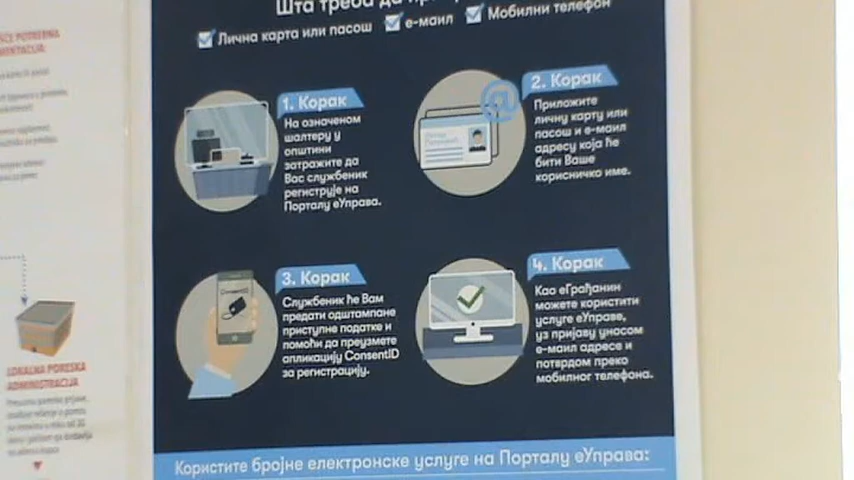 Шта треба да
Лична карта или пасош
е-маил
Мобилни телефон
1. Корак
На означеном
шалтеру у
општини
затражите да
Вас службеник
региструје на
Порталу еУправа.
2. Корак
Приложите
личну карту или
пасош и е-маил
адресу која ће
бити Ваше
корисничко име.
3. Корак
Службеник ће Вам
предати одштампане
приступне податке и
помоћи да преузмете
апликацију ConsentID
за регистрацију.
ConsentID
4. Корак
Као еГрађанин
можете користити
услуге еУправе,
уз пријаву уносом
е-маил адресе и
потврдом преко
мобилног телефона.
Користите бројне електронске услуге на Порталу еУправа:
LOKALNA PORESKA
ADMINISTRACIJA